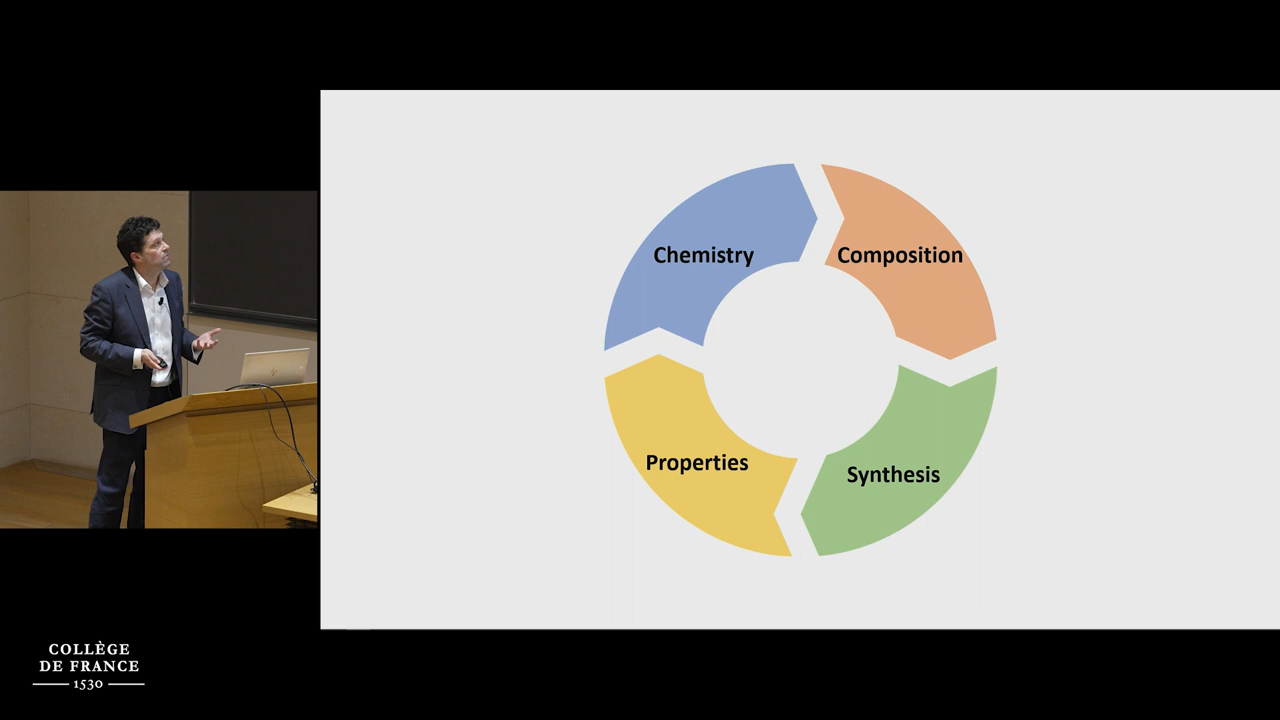 Chemistry
Composition
Properties
Synthesis
COLLÈGE
DE FRANCE
1530